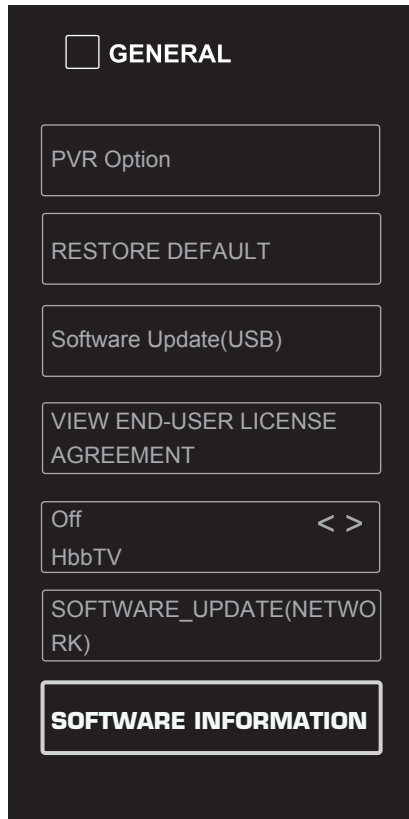 GENERAL
PVR Option
RESTORE DEFAULT
Software Update(USB)
VIEW END-USER LICENSE
AGREEMENT
Off < >
HbbTV
SOFTWARE_UPDATE(NETWO
RK)
SOFTWARE INFORMATION